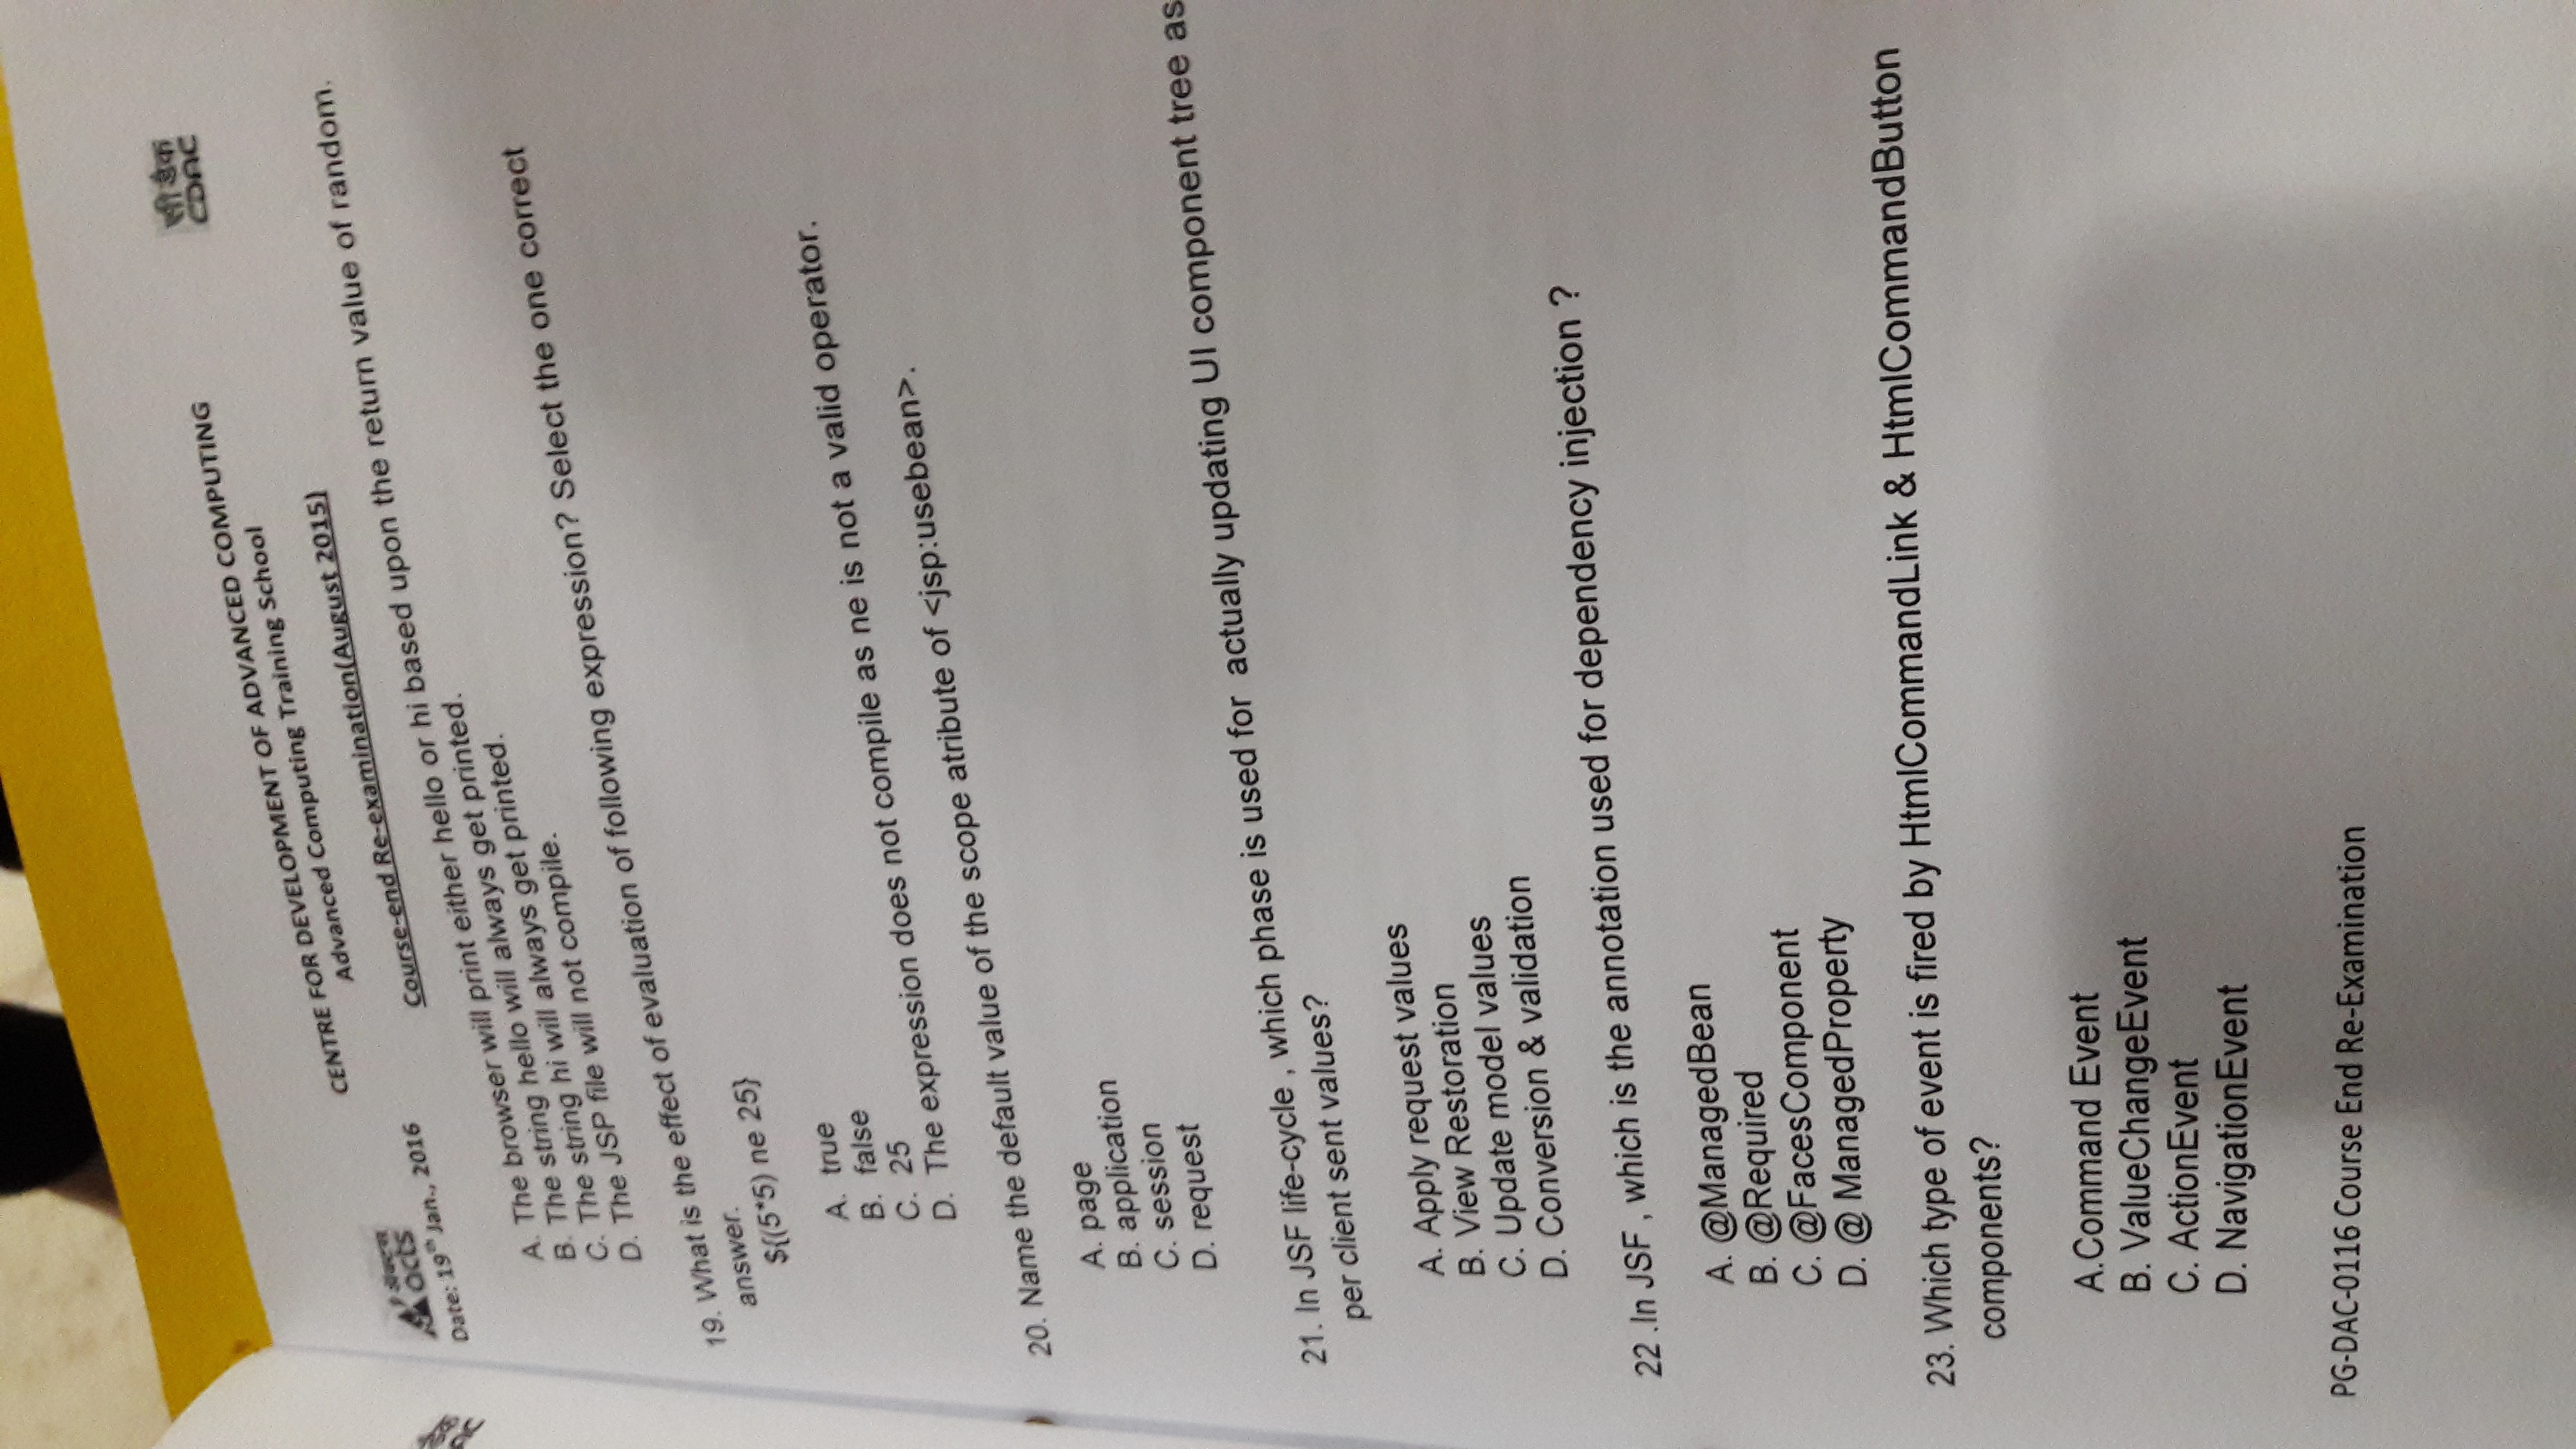 सी डैक
CDAC
CENTRE FOR DEVELOPMENT OF ADVANCED COMPUTING
Advanced Computing Training School
acts
Date: 19th Jan., 2016
Course-end Re-examination(August 2015)
A. The browser will print either hello or hi based upon the return value of random.
B. The string hello will always get printed.
C. The string hi will always get printed.
D. The JSP file will not compile.
19. What is the effect of evaluation of following expression? Select the one correct
answer.
${(5*5) ne 25}
A. true
B. false
C. 25
D. The expression does not compile as ne is not a valid operator.
20. Name the default value of the scope atribute of <jsp:usebean>.
A. page
B. application
C. session
D. request
21. In JSF life-cycle , which phase is used for actually updating UI component tree as
per client sent values?
A. Apply request values
B. View Restoration
C. Update model values
D. Conversion & validation
22 .In JSF , which is the annotation used for dependency injection ?
A. @ManagedBean
B. @Required
C. @FacesComponent
D. @ ManagedProperty
23. Which type of event is fired by HtmlCommandLink & HtmlCommandButton
components?
A.Command Event
B. ValueChangeEvent
C. ActionEvent
D. NavigationEvent
PG-DAC-0116 Course End Re-Examination